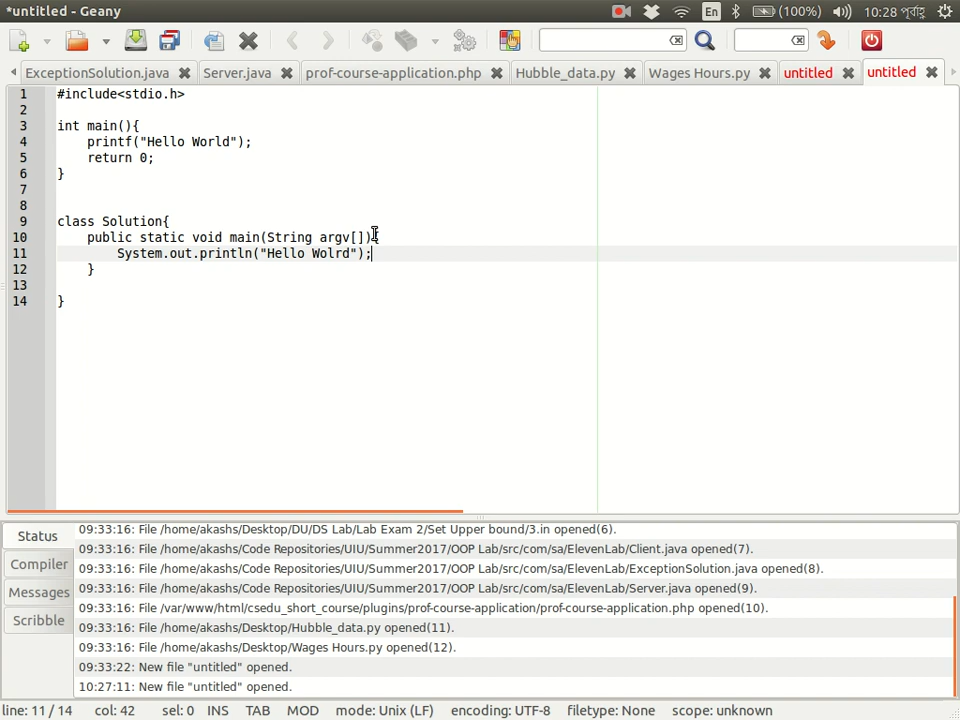 *untitled - Geany
En (100%) 10:28 পূর্বাহ্ণ
ExceptionSolution.java Server.java prof-course-application.php Hubble_data.py Wages Hours.py untitled untitled
1 #include<stdio.h>
2
3 int main(){
4 printf("Hello World");
5 return 0;
6 }
7
8
9 class Solution{
10 public static void main(String argv[]){
11 System.out.println("Hello Wolrd");
12 }
13
14 }
Status
Compiler
Messages
Scribble
09:33:16: File /home/akashs/Desktop/DU/DS Lab/Lab Exam 2/Set Upper bound/3.in opened(6).
09:33:16: File /home/akashs/Code Repositories/UIU/Summer2017/OOP Lab/src/com/sa/ElevenLab/Client.java opened(7).
09:33:16: File /home/akashs/Code Repositories/UIU/Summer2017/OOP Lab/src/com/sa/ElevenLab/ExceptionSolution.java opened(8).
09:33:16: File /home/akashs/Code Repositories/UIU/Summer2017/OOP Lab/src/com/sa/ElevenLab/Server.java opened(9).
09:33:16: File /var/www/html/csedu_short_course/plugins/prof-course-application/prof-course-application.php opened(10).
09:33:16: File /home/akashs/Desktop/Hubble_data.py opened(11).
09:33:16: File /home/akashs/Desktop/Wages Hours.py opened(12).
09:33:22: New file "untitled" opened.
10:27:11: New file "untitled" opened.
line: 11 / 14 col: 42 sel: 0 INS TAB MOD mode: Unix (LF) encoding: UTF-8 filetype: None scope: unknown